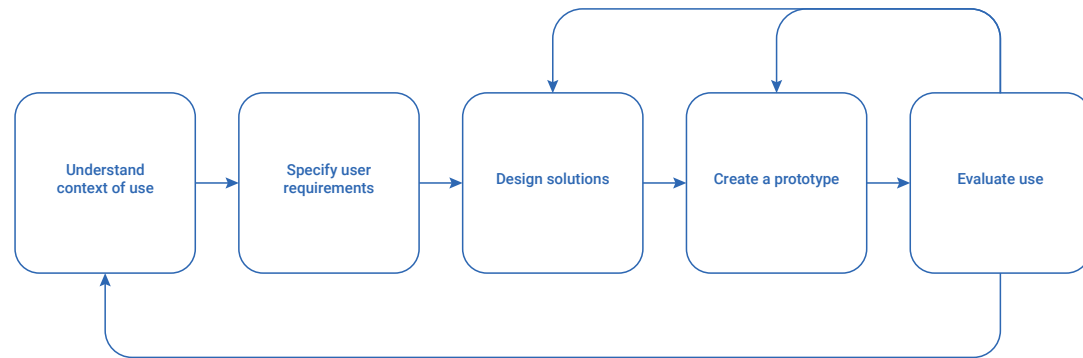 Understand
context of use
Specify user
requirements
Design solutions
Create a prototype
Evaluate use